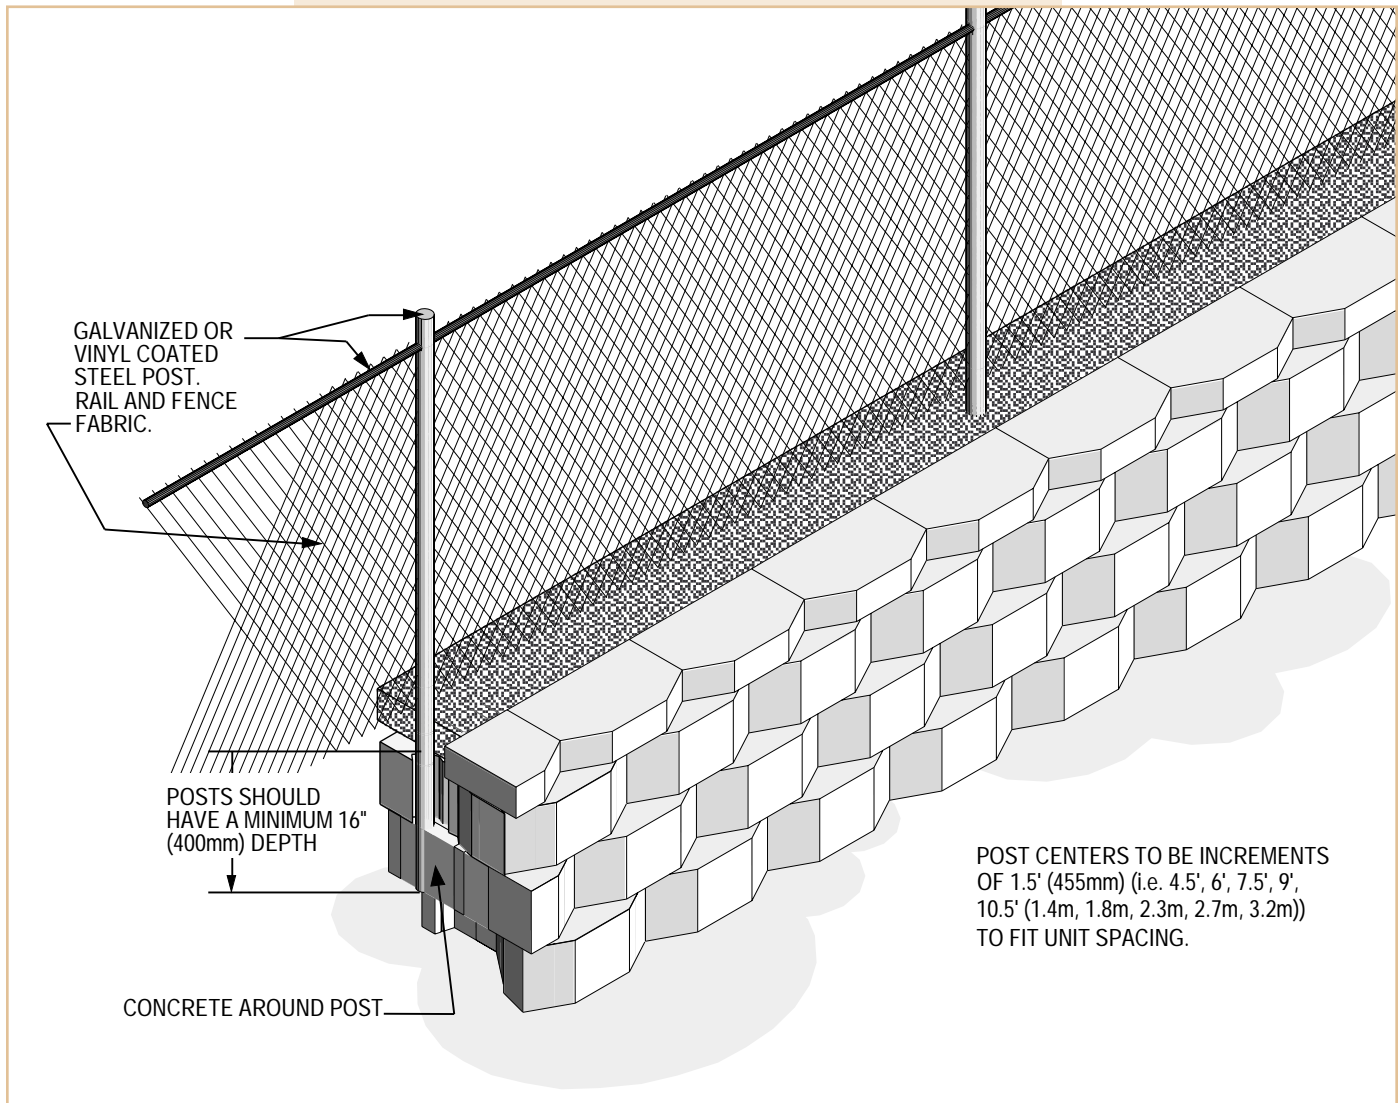 GALVANIZED OR
VINYL COATED
STEEL POST.
RAIL AND FENCE
FABRIC.
POSTS SHOULD
HAVE A MINIMUM 16"
(400mm) DEPTH
CONCRETE AROUND POST
POST CENTERS TO BE INCREMENTS
OF 1.5' (455mm) (i.e. 4.5', 6', 7.5', 9',
10.5' (1.4m, 1.8m, 2.3m, 2.7m, 3.2m))
TO FIT UNIT SPACING.